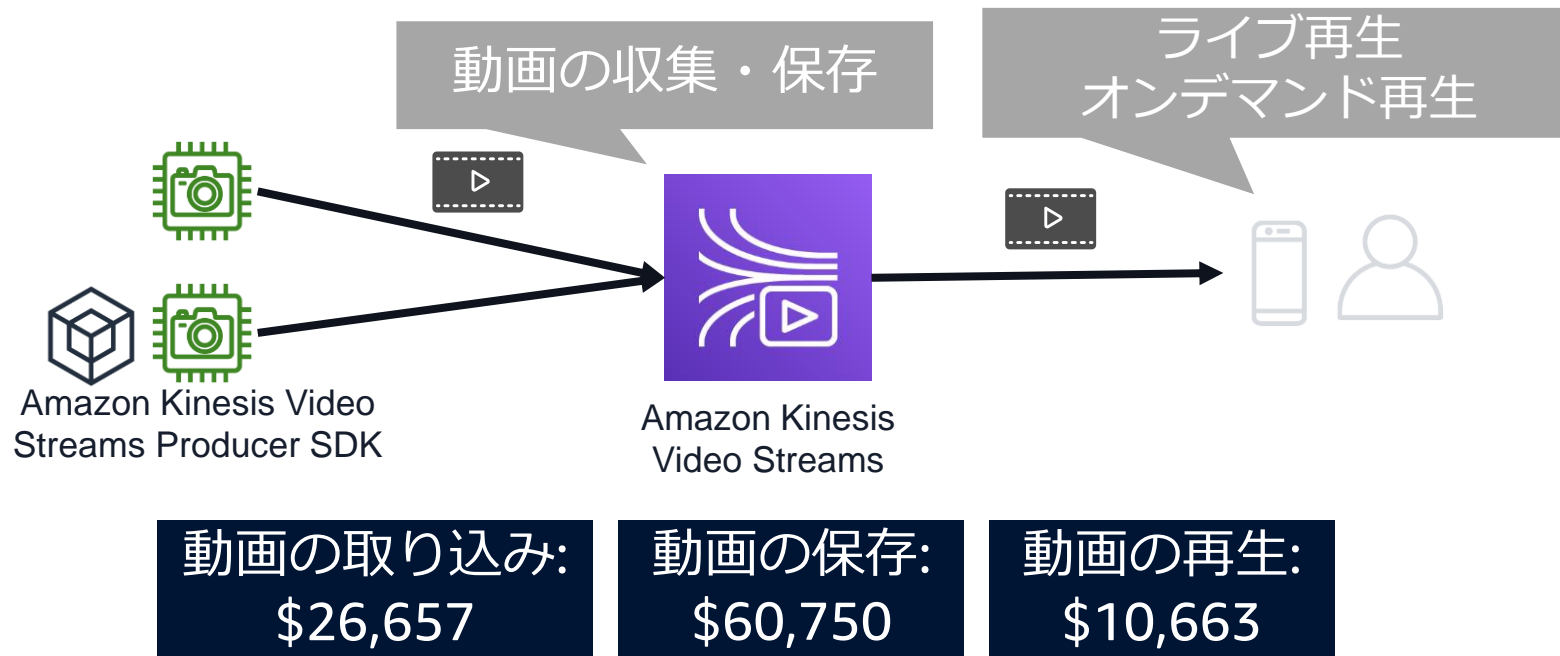 動画の収集・保存
ライブ再生
オンデマンド再生
Amazon Kinesis Video
Streams Producer SDK
Amazon Kinesis
Video Streams
動画の取り込み:
$26,657
動画の保存:
$60,750
動画の再生:
$10,663